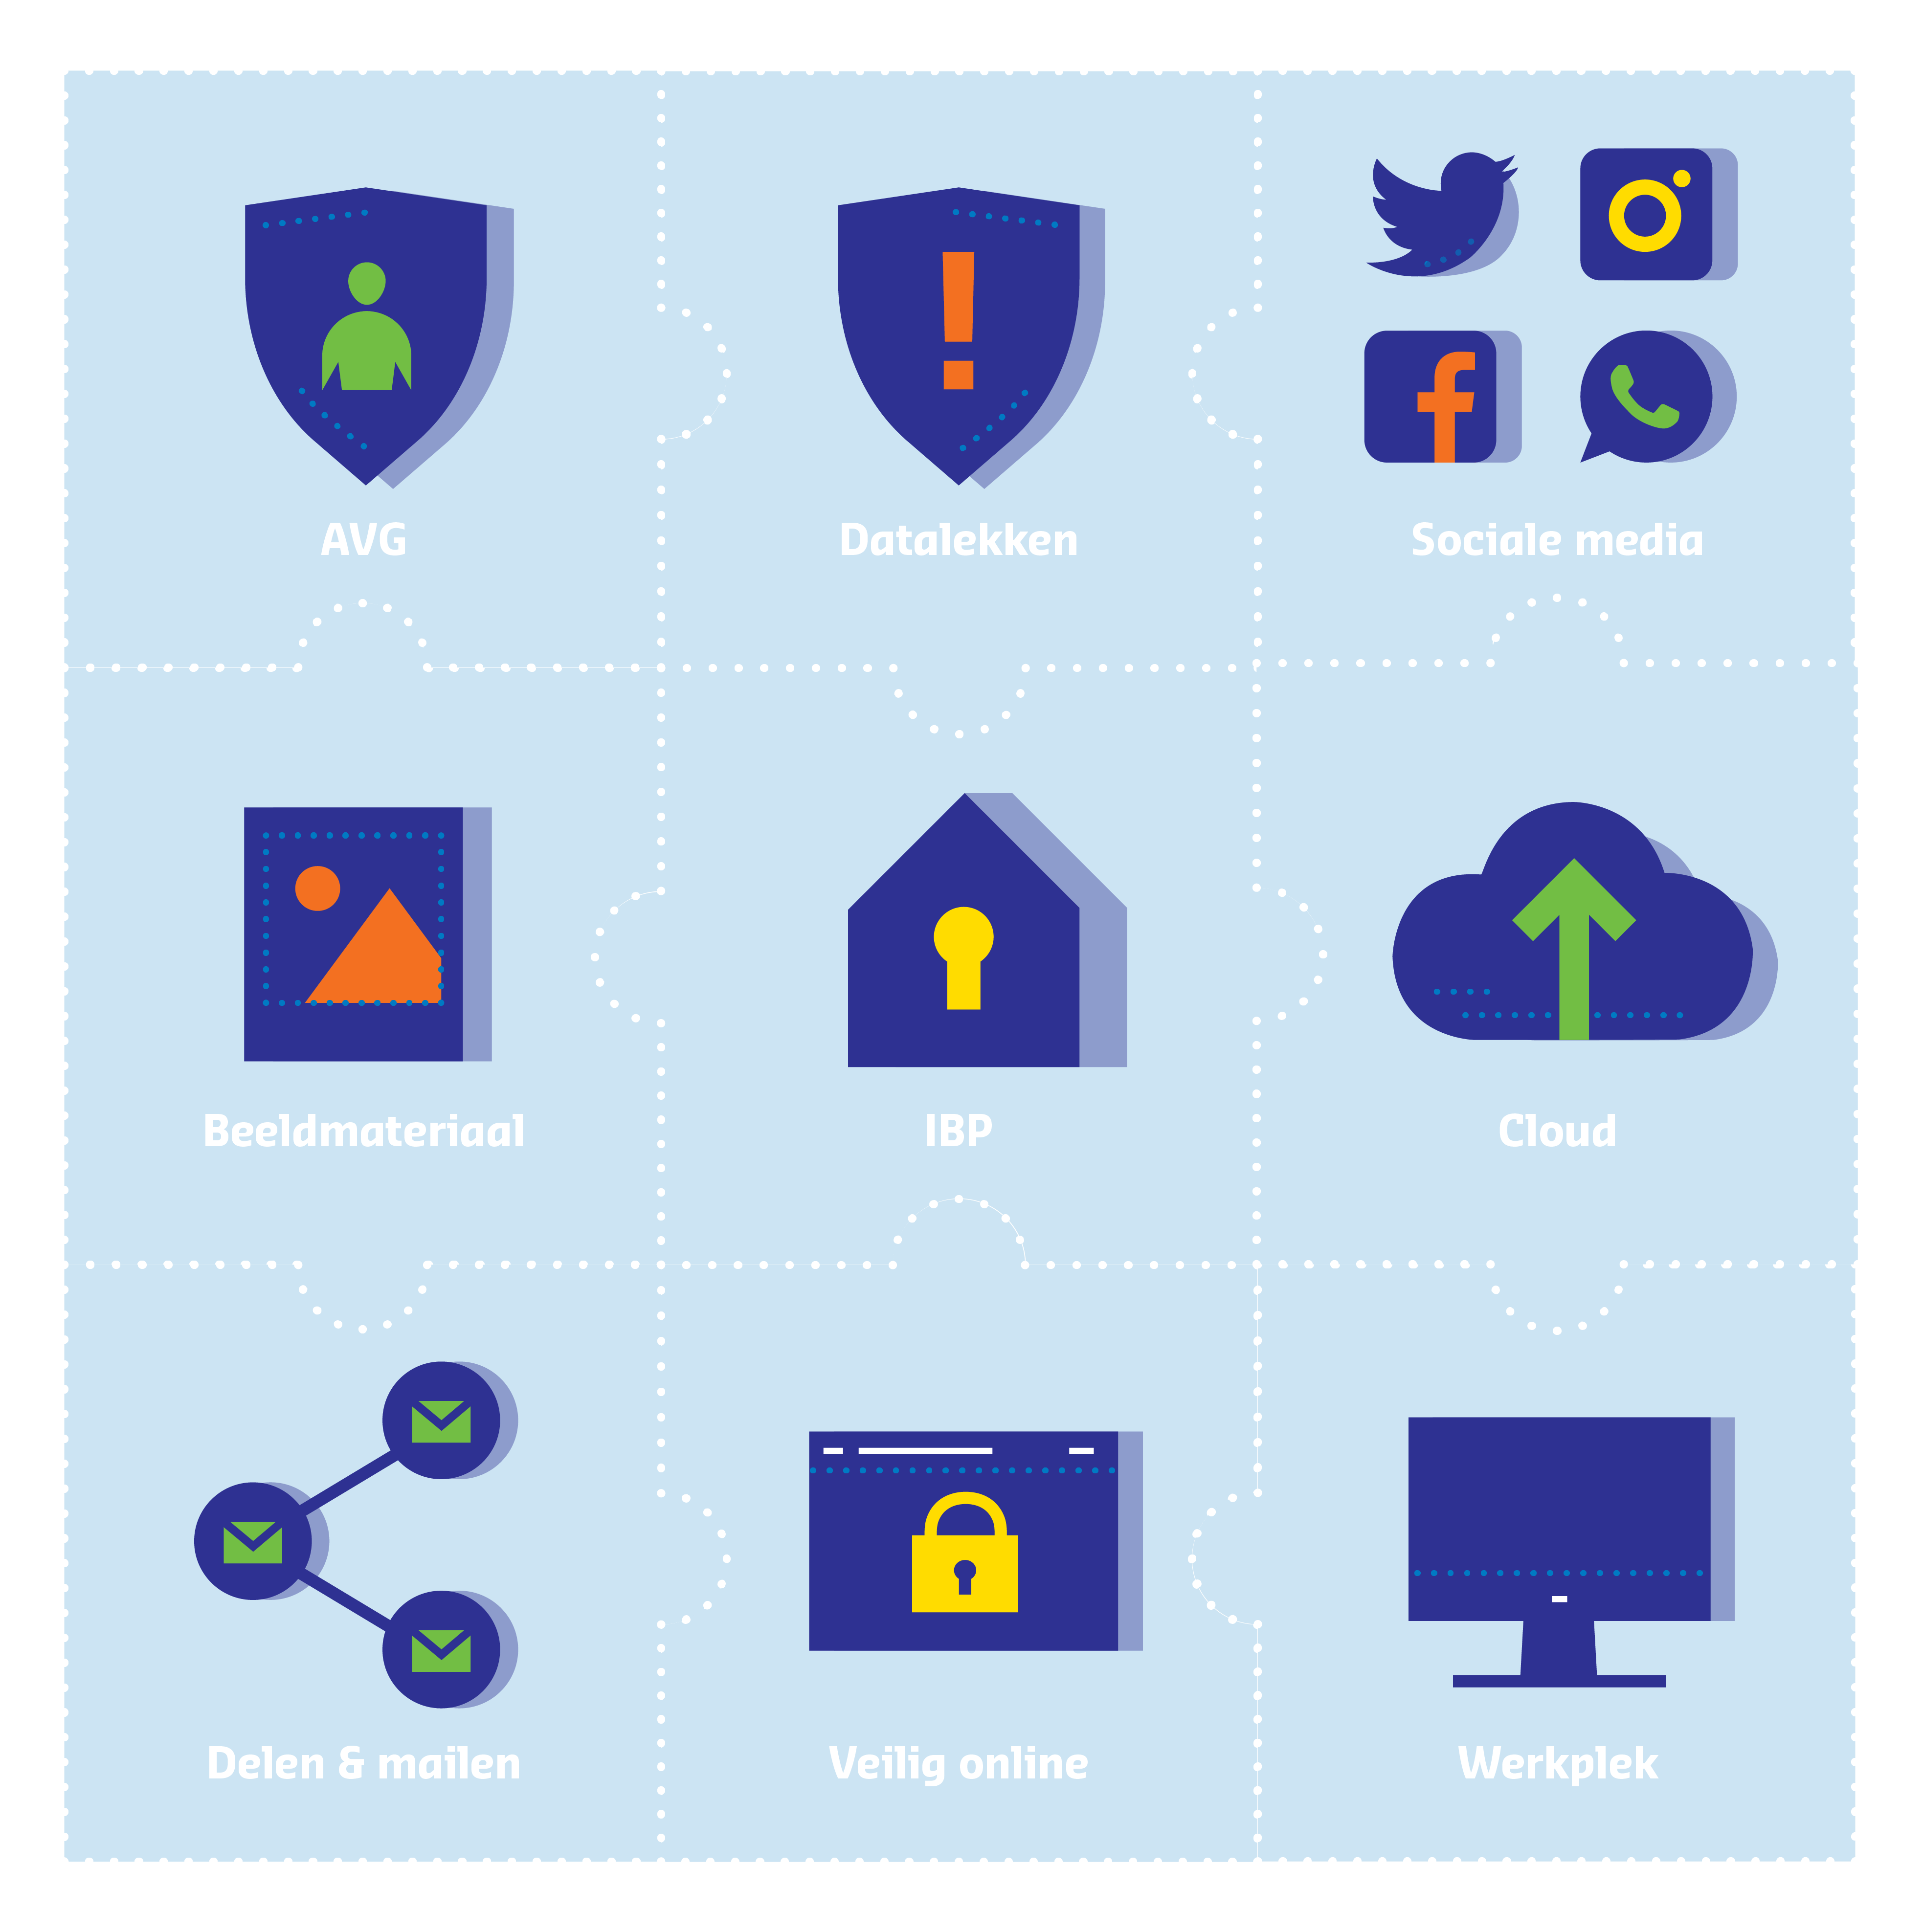 AVG
Datalekken
Sociale media
Beeldmateriaal
IBP
Cloud
Delen & mailen
Veilig online
Werkplek